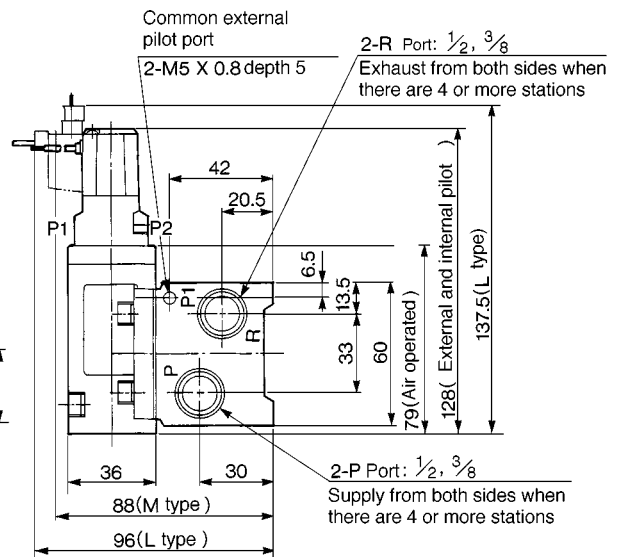 Common external
pilot port
2-M5 X 0.8 depth 5
2-R Port: 1/2, 3/8
Exhaust from both sides when
there are 4 or more stations
42
20.5
P1
P2
6.5
13.5
P1
R
P
33
60
79(Air operated)
128( External and internal pilot )
137.5(L type)
36
30
88(M type )
96(L type )
2-P Port: 1/2, 3/8
Supply from both sides when
there are 4 or more stations